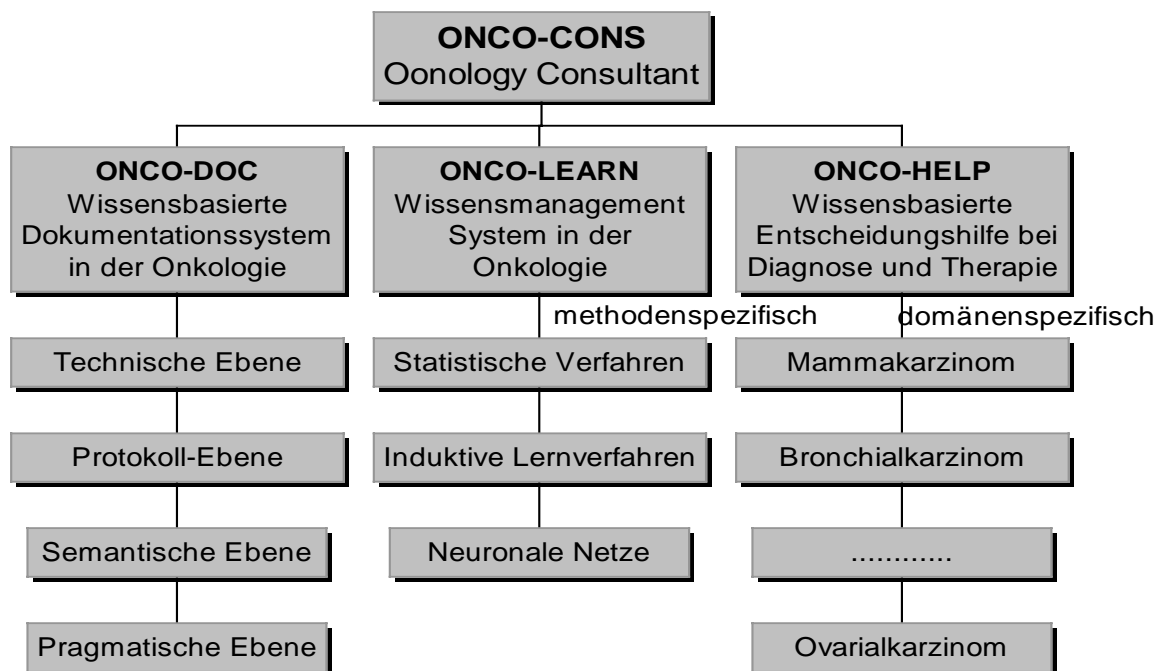 ONCO-CONS
Oonology Consultant
ONCO-DOC
Wissensbasierte
Dokumentationssystem
in der Onkologie
ONCO-LEARN
Wissensmanagement
System in der
Onkologie
ONCO-HELP
Wissensbasierte
Entscheidungshilfe bei
Diagnose und Therapie
methodenspezifisch
domänenspezifisch
Technische Ebene
Statistische Verfahren
Mammakarzinom
Protokoll-Ebene
Induktive Lernverfahren
Bronchialkarzinom
Semantische Ebene
Neuronale Netze
............
Pragmatische Ebene
Ovarialkarzinom